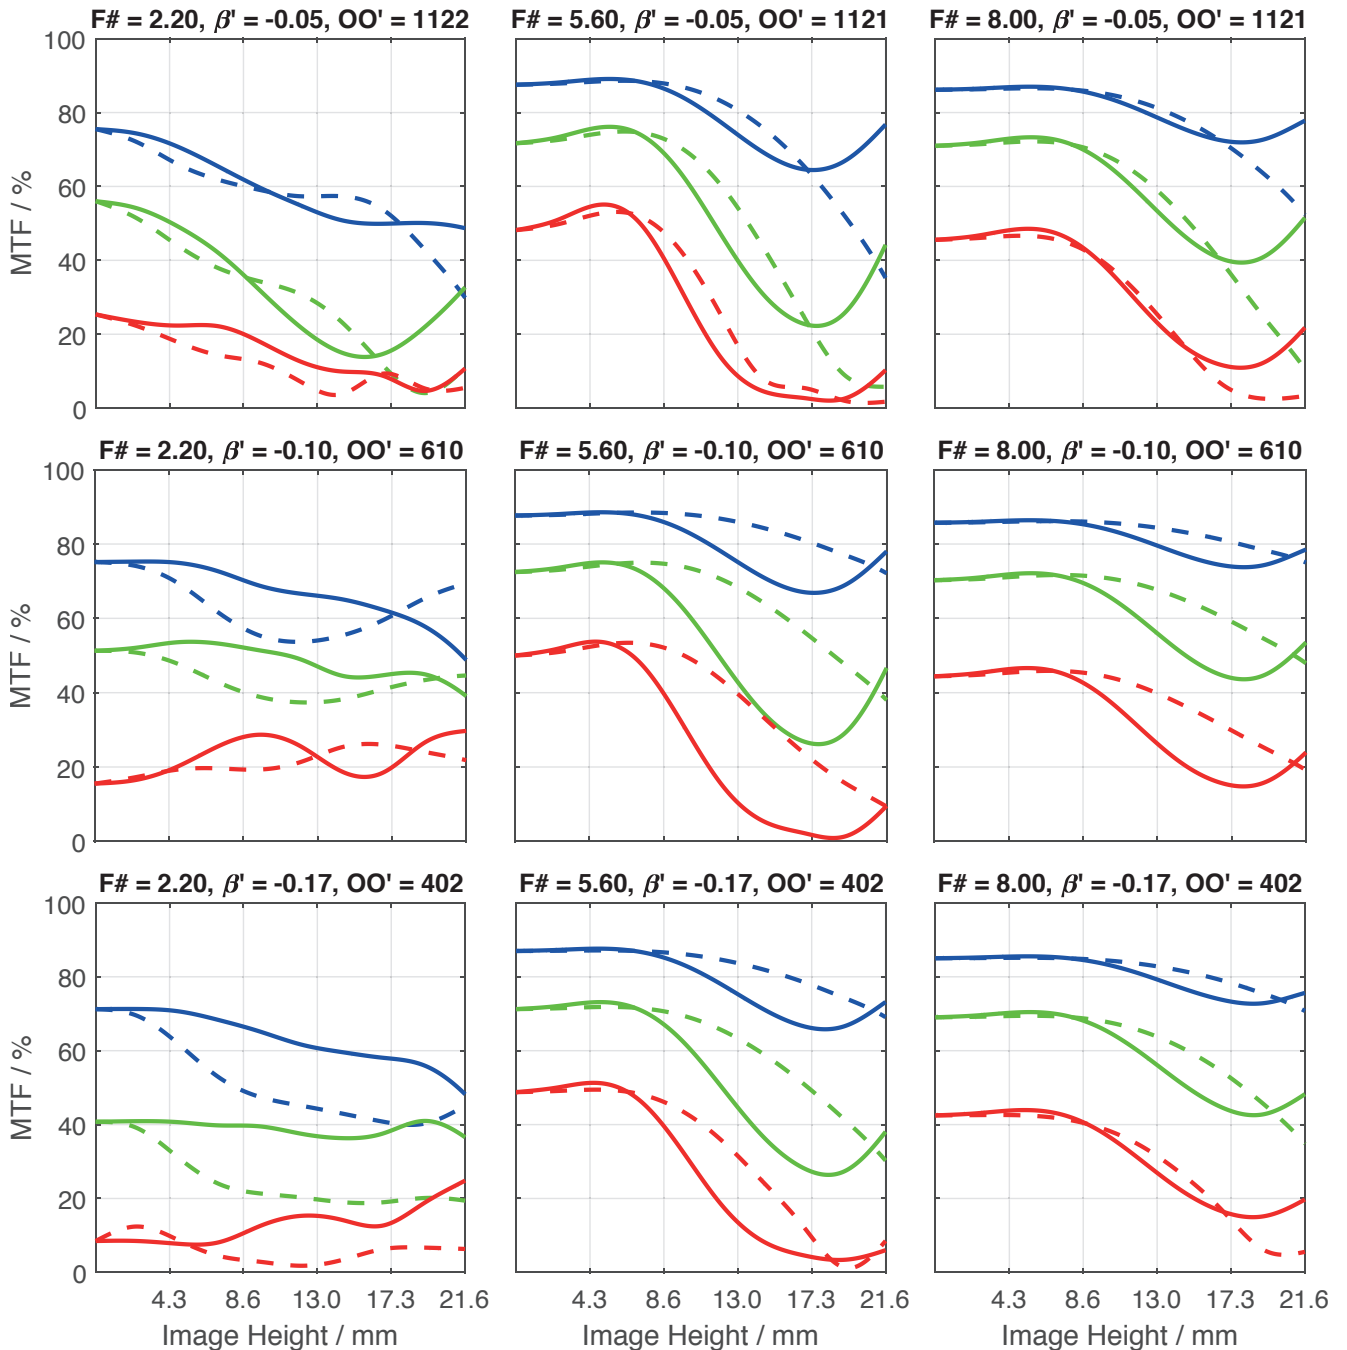 F# = 2.20, β' = -0.05, OO' = 1122
F# = 5.60, β' = -0.05, OO' = 1121
F# = 8.00, β' = -0.05, OO' = 1121
100
80
60
40
20
0
MTF / %
F# = 2.20, β' = -0.10, OO' = 610
F# = 5.60, β' = -0.10, OO' = 610
F# = 8.00, β' = -0.10, OO' = 610
100
80
60
40
20
0
MTF / %
F# = 2.20, β' = -0.17, OO' = 402
F# = 5.60, β' = -0.17, OO' = 402
F# = 8.00, β' = -0.17, OO' = 402
100
80
60
40
20
0
MTF / %
4.3 8.6 13.0 17.3 21.6
4.3 8.6 13.0 17.3 21.6
4.3 8.6 13.0 17.3 21.6
Image Height / mm
Image Height / mm
Image Height / mm